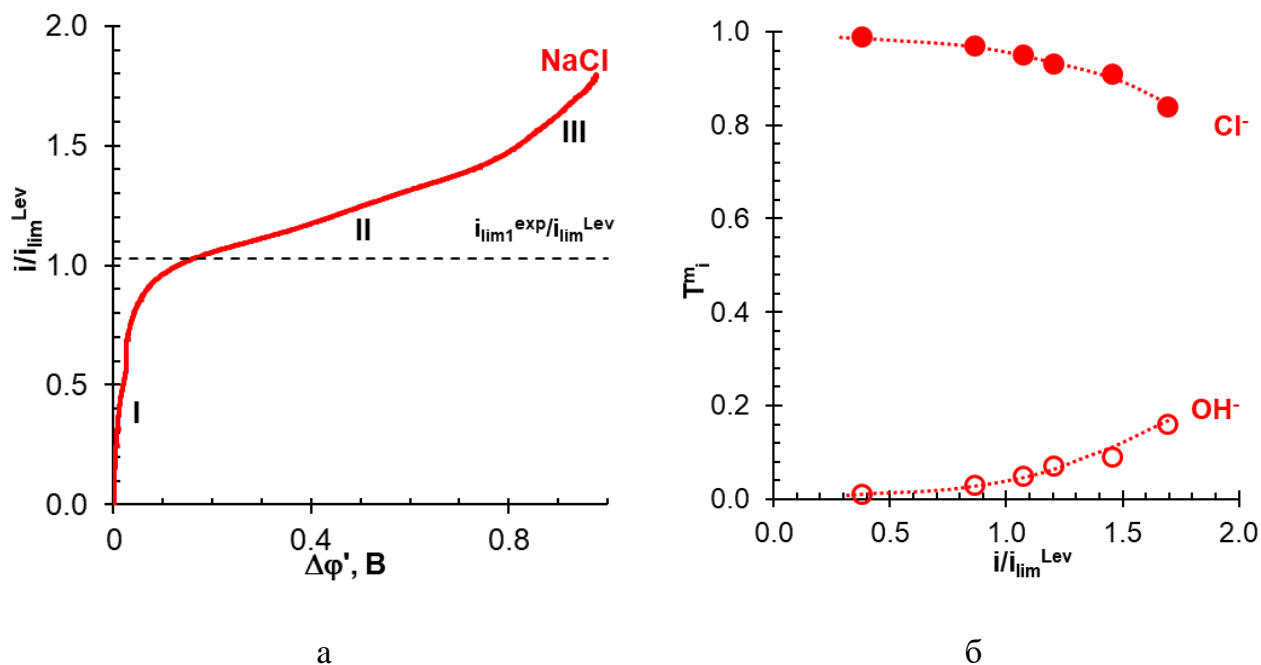 2.0
1.5
1.0
0.5
0.0
i/i_lim^Lev
NaCl
III
II
I
i_lim1^exp/i_lim^Lev
0 0.4 0.8
Δφ', В
а
1.0
0.8
0.6
0.4
0.2
0.0
T^m_i
Cl-
OH-
0.0 0.5 1.0 1.5 2.0
i/i_lim^Lev
б